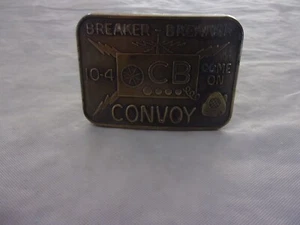 BREAKER - BREAKER
10-4 CB COME
ON
CONVOY